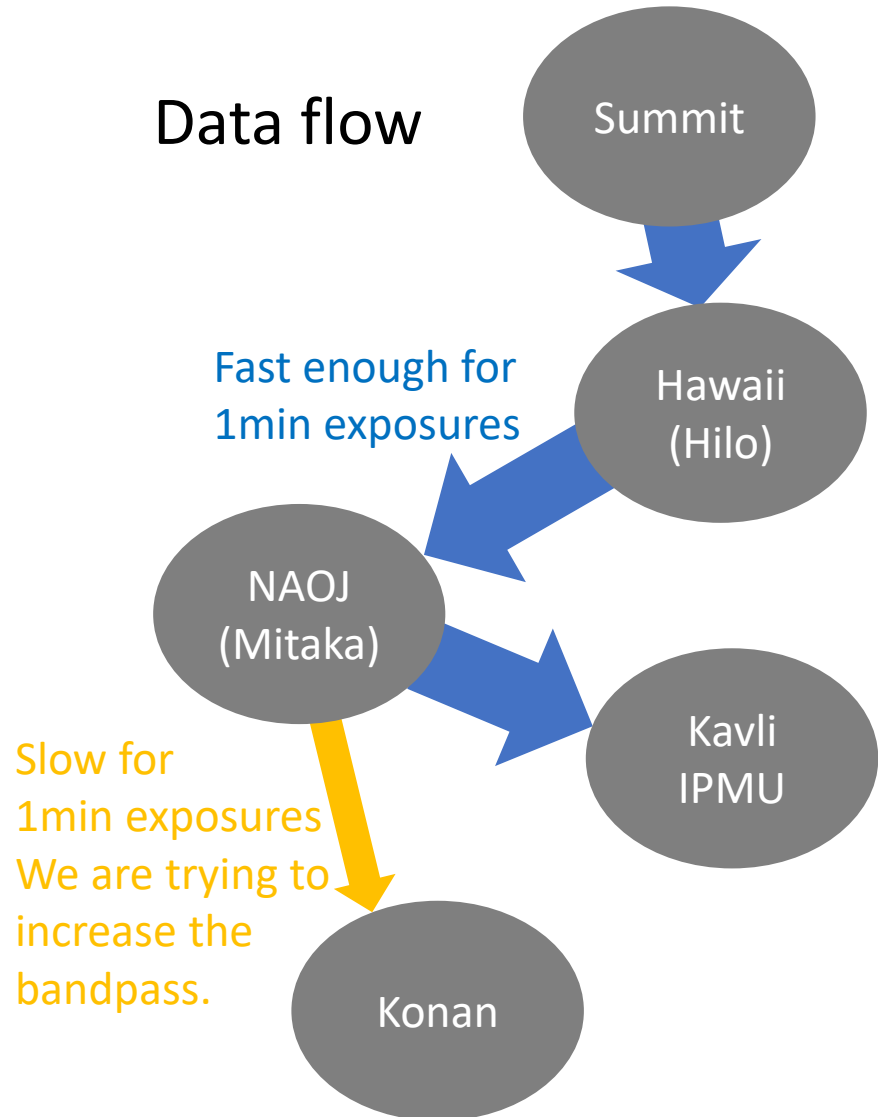 Data flow
Summit
Fast enough for
1min exposures
Hawaii
(Hilo)
NAOJ
(Mitaka)
Kavli
IPMU
Slow for
1min exposures
We are trying to
increase the
bandpass.
Konan